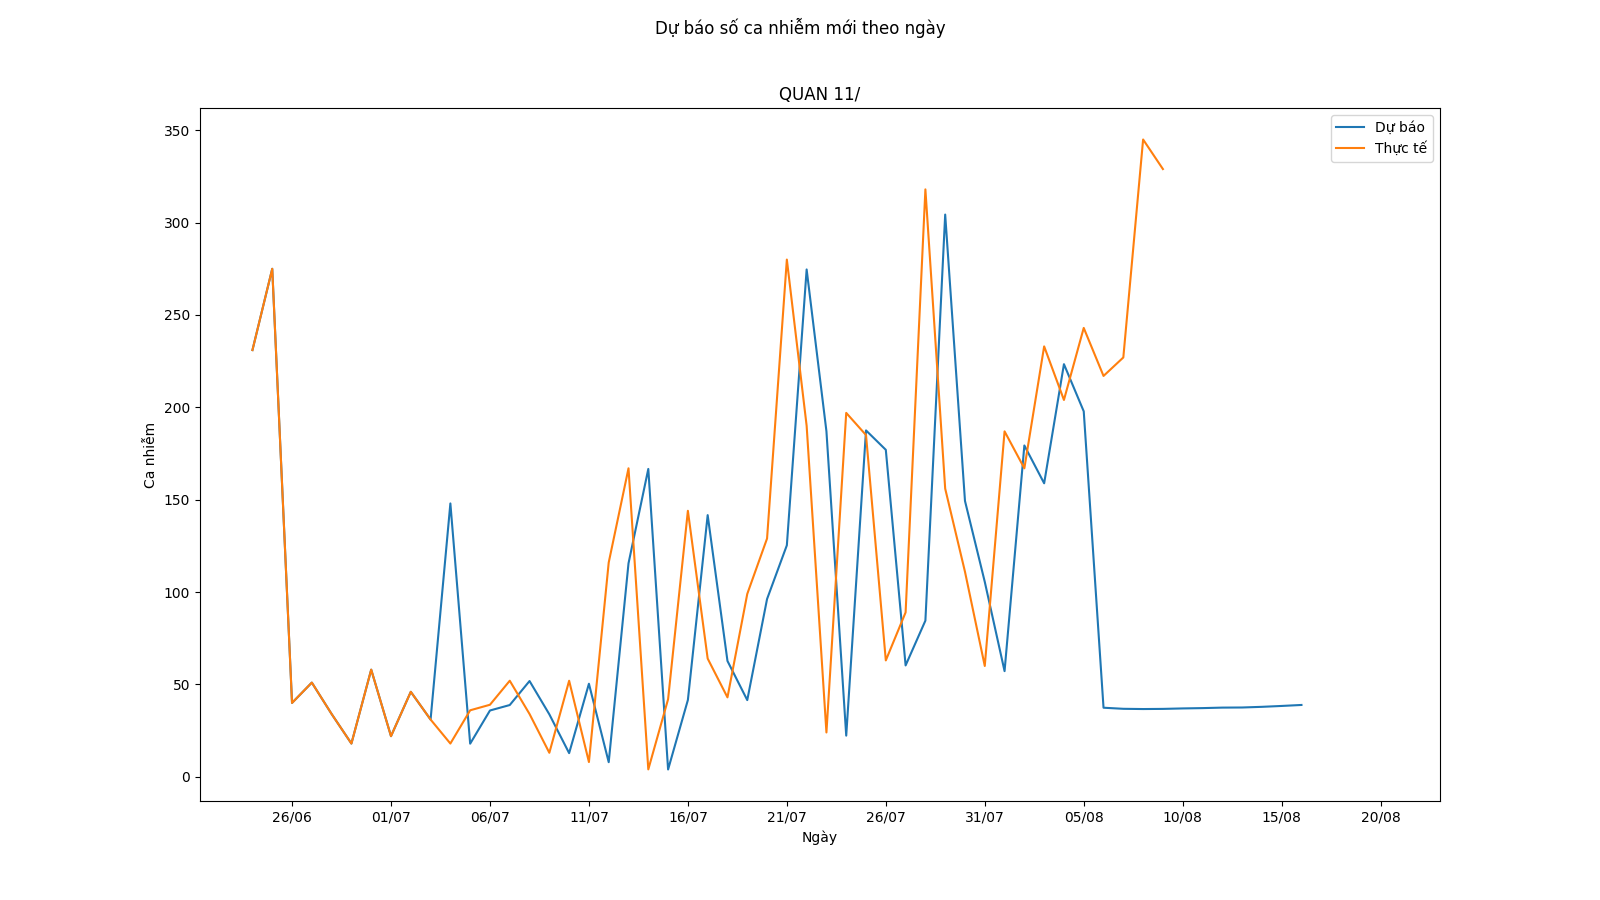 Dự báo số ca nhiễm mới theo ngày
QUAN 11/
Dự báo
Thực tế
350
300
250
200
150
100
50
0
Ca nhiễm
26/06 01/07 06/07 11/07 16/07 21/07 26/07 31/07 05/08 10/08 15/08 20/08
Ngày